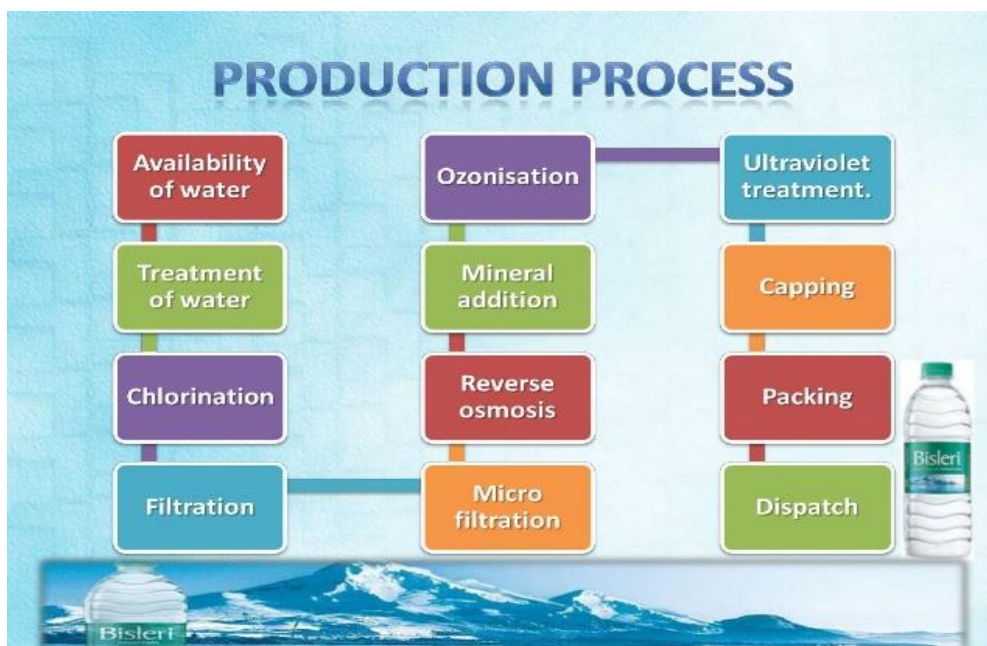 PRODUCTION PROCESS
Availability
of water
Treatment
of water
Chlorination
Filtration
Micro
filtration
Reverse
osmosis
Mineral
addition
Ozonisation
Ultraviolet
treatment.
Capping
Packing
Dispatch
Bisleri
Bisleri